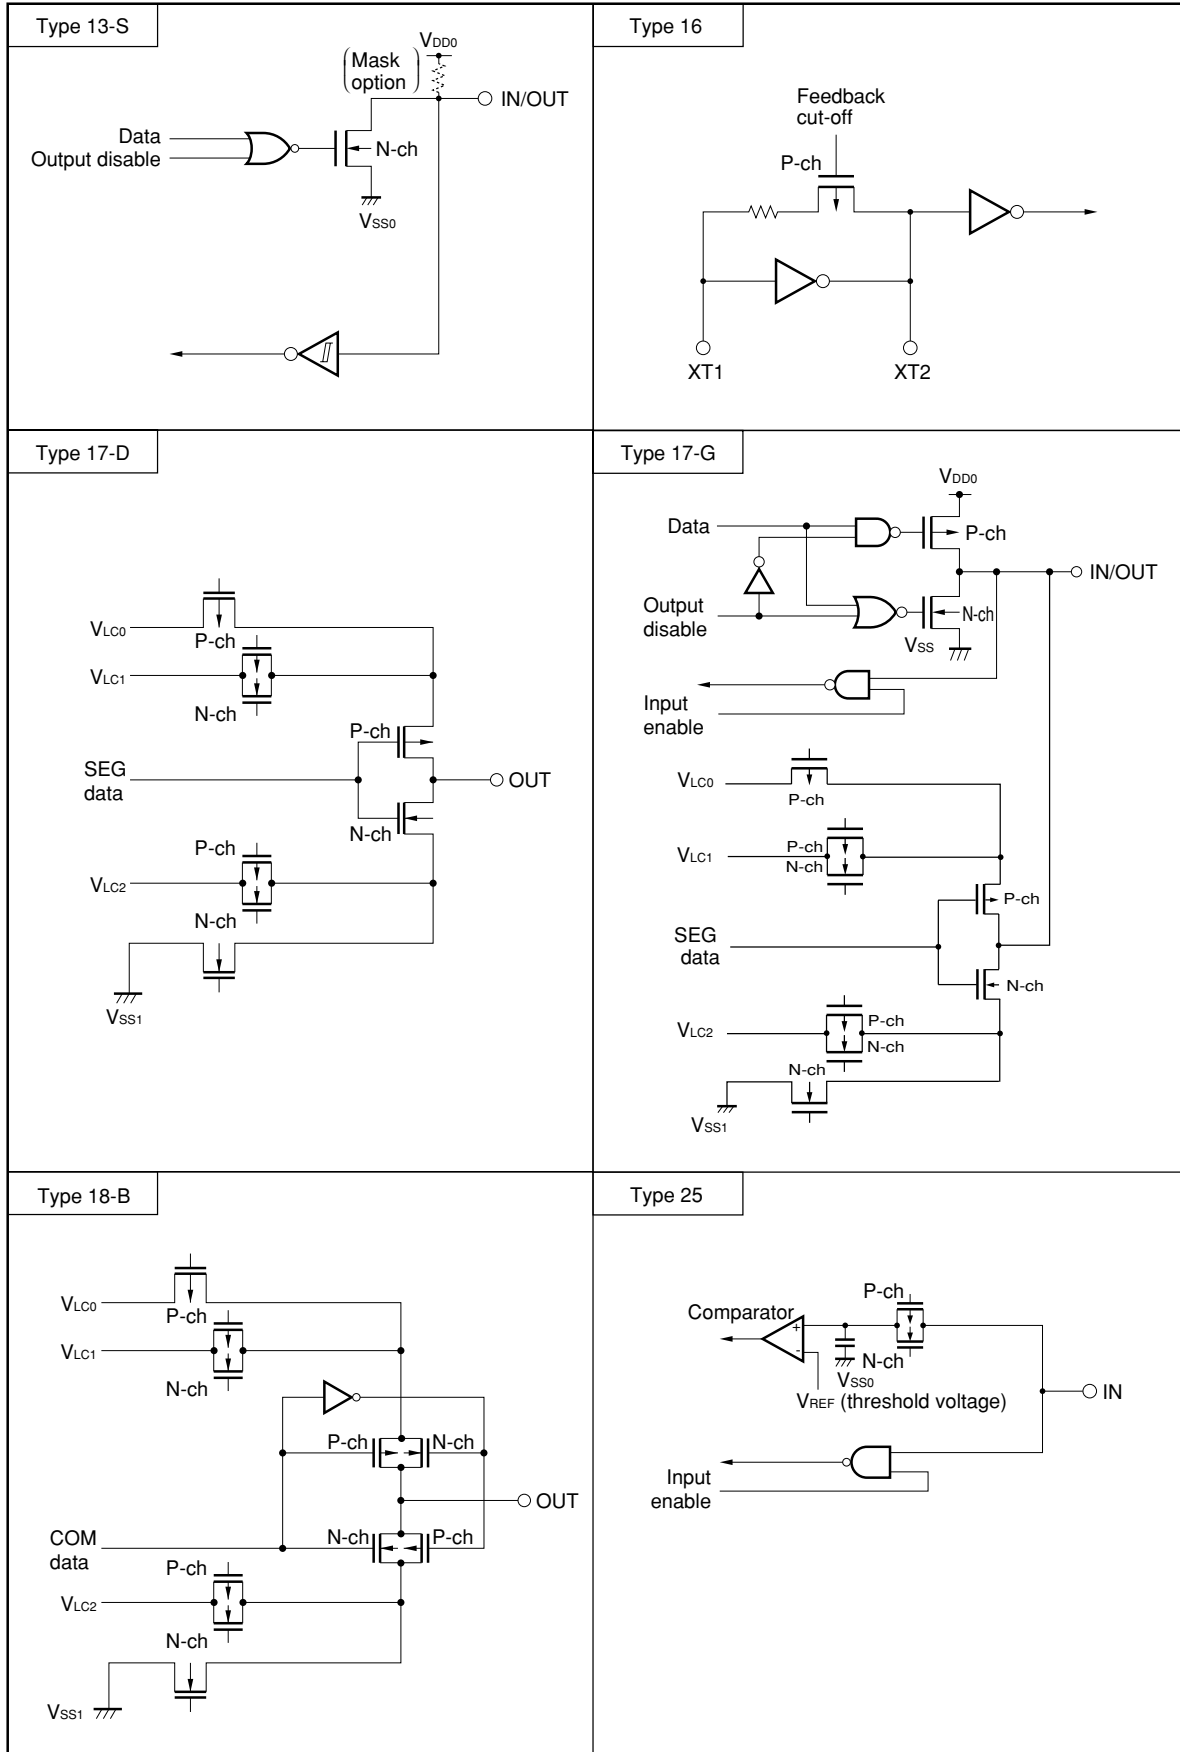 Type 13-S
VDD0
(Mask
option)
IN/OUT
Data
Output disable
N-ch
VSS0
Type 16
Feedback
cut-off
P-ch
XT1
XT2
Type 17-D
VLC0
P-ch
VLC1
N-ch
P-ch
SEG
data
OUT
N-ch
P-ch
VLC2
N-ch
VSS1
Type 17-G
VDD0
Data
P-ch
IN/OUT
Output
disable
N-ch
VSS
Input
enable
VLC0
P-ch
VLC1
P-ch
N-ch
P-ch
SEG
data
N-ch
VLC2
P-ch
N-ch
N-ch
VSS1
Type 18-B
VLC0
P-ch
VLC1
N-ch
P-ch
N-ch
OUT
COM
data
N-ch
P-ch
P-ch
VLC2
N-ch
VSS1
Type 25
P-ch
Comparator
+
-
N-ch
VSS0
VREF (threshold voltage)
IN
Input
enable